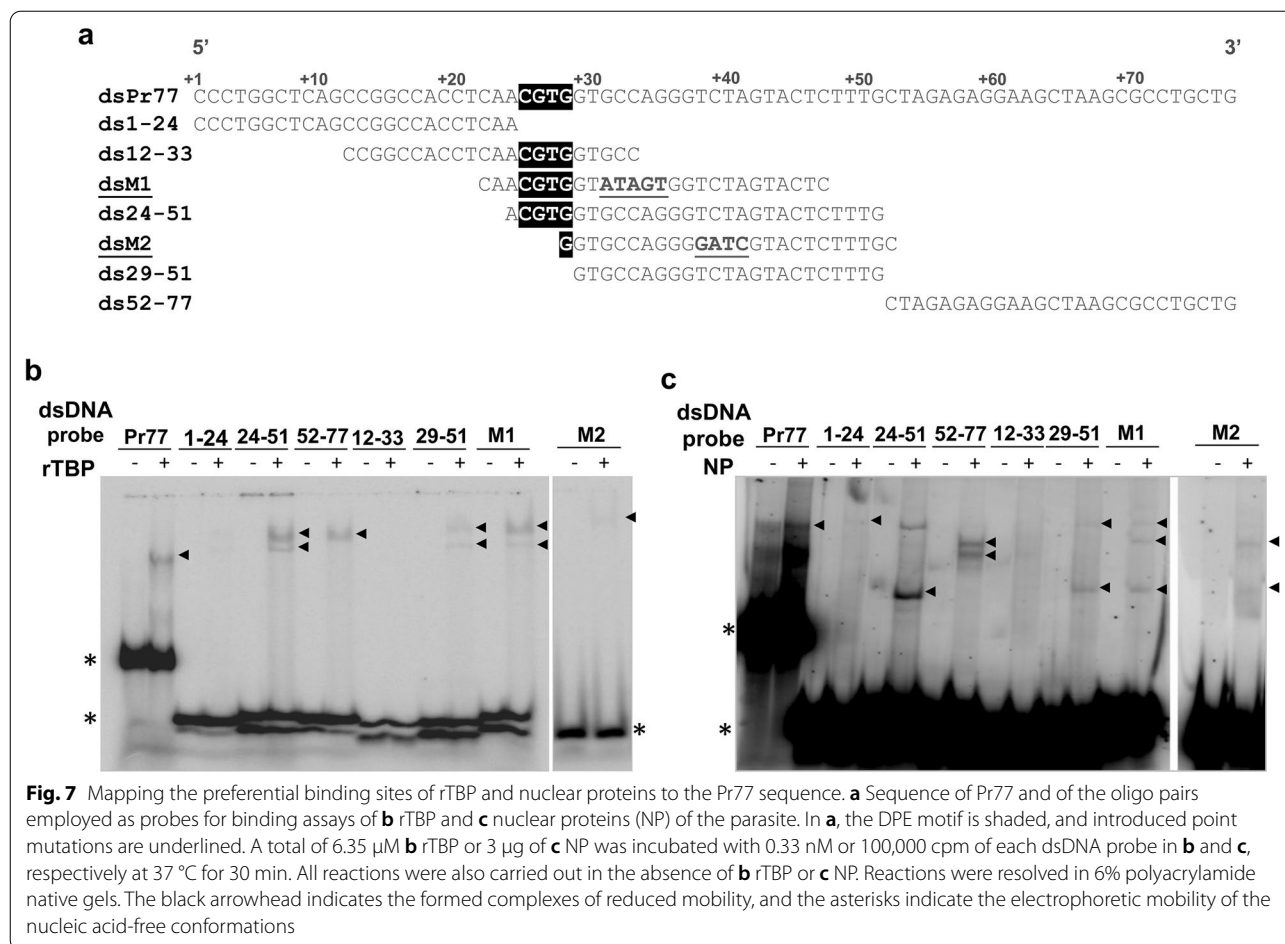 a
5’ 3’
+1 +10 +20 +30 +40 +50 +60 +70
dsPr77 CCCTGGCTCAGCCGGCCACCTCAACGTGGTGCCAGGGTCTAGTACTCTTTGCTAGAGAGGAAGCTAAGCGCCTGCTG
ds1-24 CCCTGGCTCAGCCGGCCACCTCAA
ds12-33 CCGGCCACCTCAACGTGGTGCC
dsM1 CAACGTGGTATAGTGGTCTAGTACTC
ds24-51 ACGTGGTGCCAGGGTCTAGTACTCTTTG
dsM2 GGTGCCAGGGGATCGTACTCTTTGC
ds29-51 GTGCCAGGGTCTAGTACTCTTTG
ds52-77 CTAGAGAGGAAGCTAAGCGCCTGCTG
b
dsDNA
probe Pr77 1-24 24-51 52-77 12-33 29-51 M1 M2
rTBP - + - + - + - + - + - + - + - +
*
*
*
c
dsDNA
probe Pr77 1-24 24-51 52-77 12-33 29-51 M1 M2
NP - + - + - + - + - + - + - + - +
*
*
Fig. 7 Mapping the preferential binding sites of rTBP and nuclear proteins to the Pr77 sequence. a Sequence of Pr77 and of the oligo pairs
employed as probes for binding assays of b rTBP and c nuclear proteins (NP) of the parasite. In a, the DPE motif is shaded, and introduced point
mutations are underlined. A total of 6.35 μM b rTBP or 3 μg of c NP was incubated with 0.33 nM or 100,000 cpm of each dsDNA probe in b and c,
respectively at 37 °C for 30 min. All reactions were also carried out in the absence of b rTBP or c NP. Reactions were resolved in 6% polyacrylamide
native gels. The black arrowhead indicates the formed complexes of reduced mobility, and the asterisks indicate the electrophoretic mobility of the
nucleic acid-free conformations